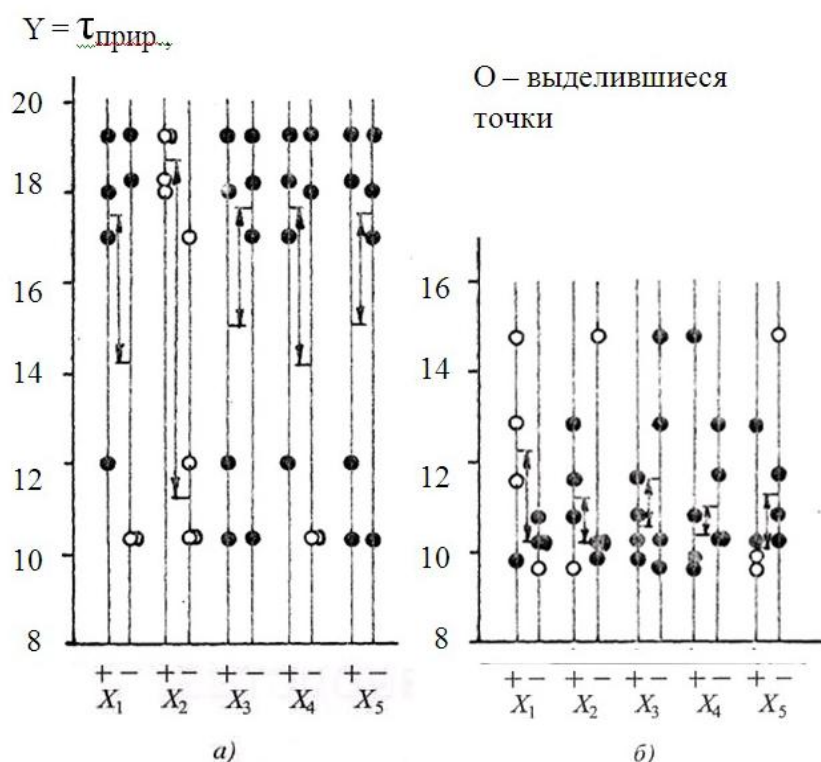 Y = τприр.
О – выделившиеся
точки
20
18
16
14
12
10
8
16
14
12
10
8
+ − + − + − + − + −
X1 X2 X3 X4 X5
а)
+ − + − + − + − + −
X1 X2 X3 X4 X5
б)